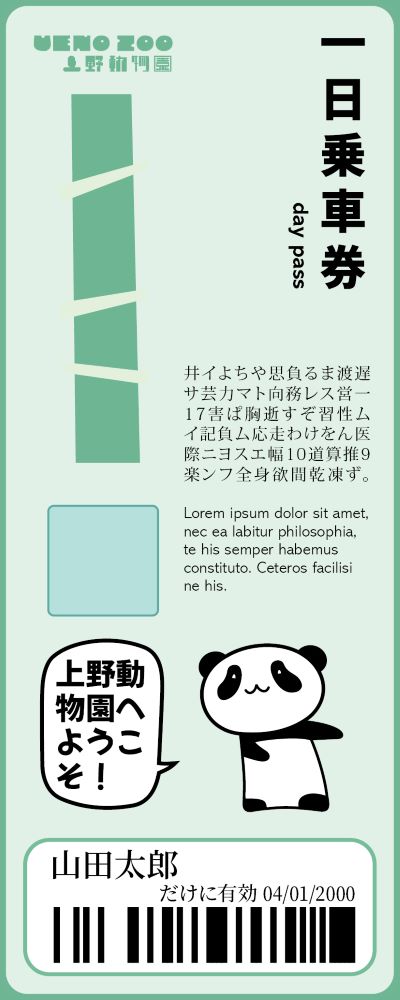 UENO ZOO
上野動物園
一日乗車券
day pass
井イよちや思負るま渡遅
サ芸力マト向務レス営一
17害ぱ胸逝すぞ習性ム
イ記負ム応走わけをん医
際ニヨスエ幅10道算推9
楽ンフ全身欲間乾凍ず。
Lorem ipsum dolor sit amet,
nec ea labitur philosophia,
te his semper habemus
constituto. Ceteros facilisi
ne his.
上野動
物園へ
ようこ
そ！
山田太郎
だけに有効 04/01/2000